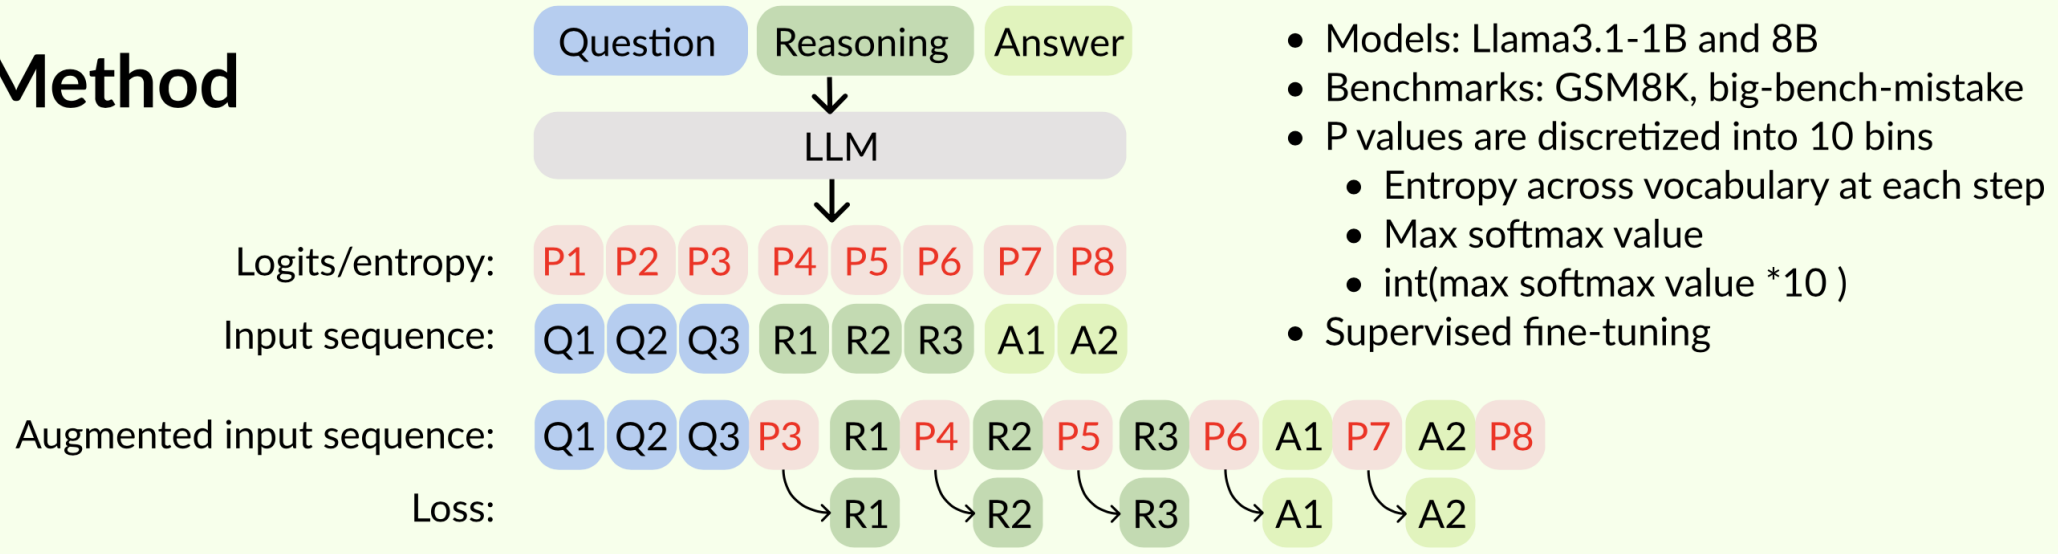 Method
Question Reasoning Answer
LLM
Logits/entropy: P1 P2 P3 P4 P5 P6 P7 P8
Input sequence: Q1 Q2 Q3 R1 R2 R3 A1 A2
Augmented input sequence: Q1 Q2 Q3 P3 R1 P4 R2 P5 R3 P6 A1 P7 A2 P8
Loss: R1 R2 R3 A1 A2
• Models: Llama3.1-1B and 8B
• Benchmarks: GSM8K, big-bench-mistake
• P values are discretized into 10 bins
• Entropy across vocabulary at each step
• Max softmax value
• int(max softmax value *10 )
• Supervised fine-tuning